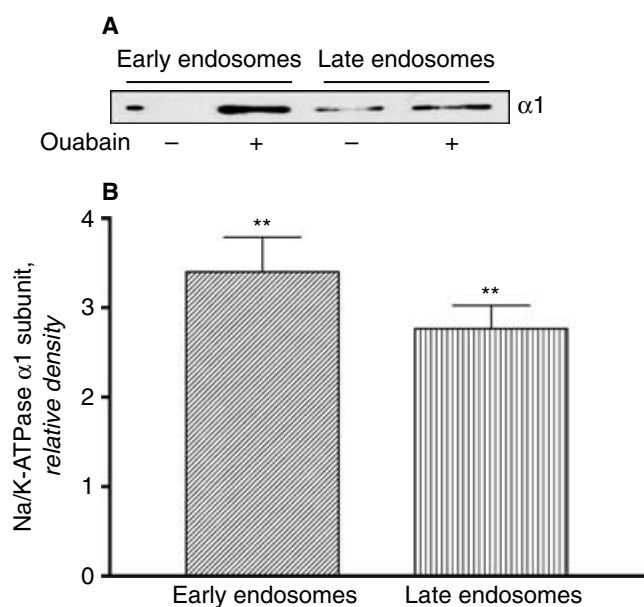 A
Early endosomes Late endosomes
α1
Ouabain – + – +
B
Na/K-ATPase α1 subunit,
relative density
4
3
2
1
0
**
**
Early endosomes Late endosomes